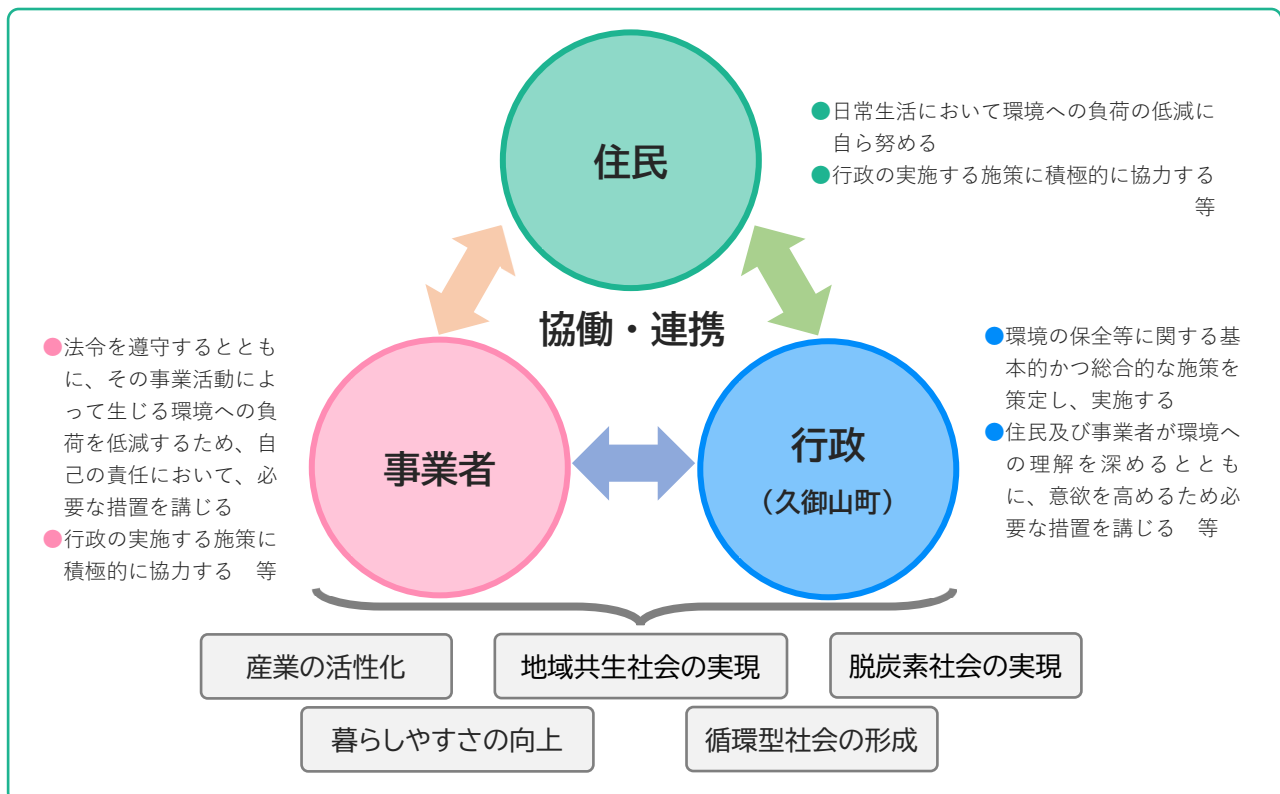 住民
●日常生活において環境への負荷の低減に
自ら努める
●行政の実施する施策に積極的に協力する
等
協働・連携
●法令を遵守するととも
に、その事業活動によ
って生じる環境への負
荷を低減するため、自
己の責任において、必
要な措置を講じる
●行政の実施する施策に
積極的に協力する　等
事業者
行政
（久御山町）
●環境の保全等に関する基
本的かつ総合的な施策を
策定し、実施する
●住民及び事業者が環境へ
の理解を深めるととも
に、意欲を高めるため必
要な措置を講じる　等
産業の活性化
地域共生社会の実現
脱炭素社会の実現
暮らしやすさの向上
循環型社会の形成